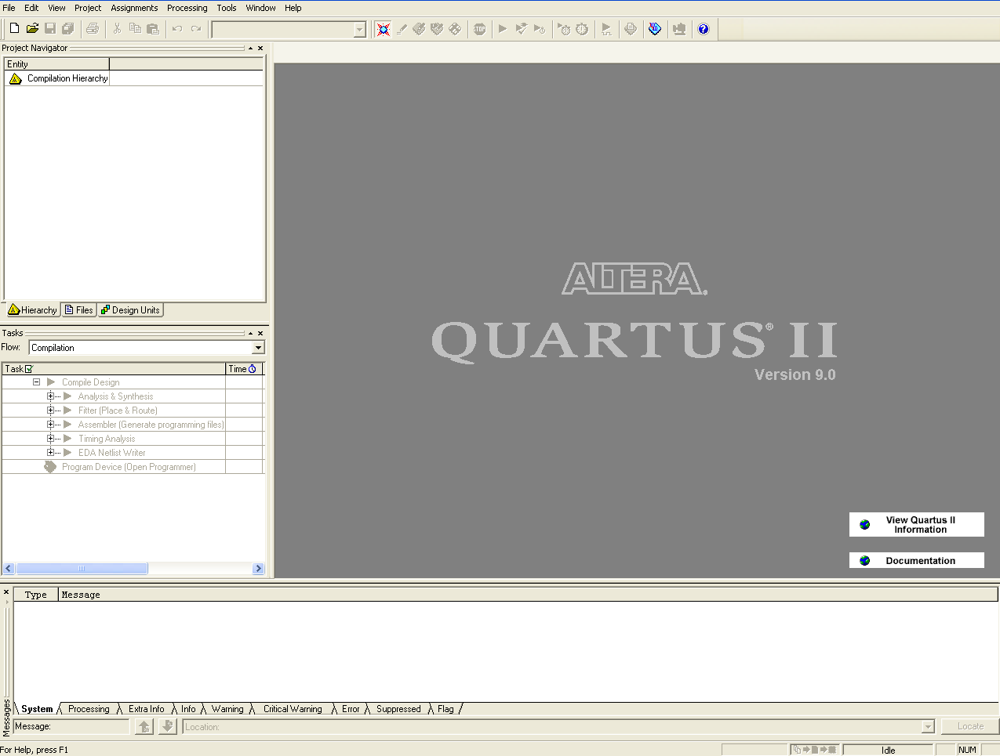 File Edit View Project Assignments Processing Tools Window Help
STOP
Project Navigator
Entity
Compilation Hierarchy
Hierarchy Files Design Units
Tasks
Flow: Compilation
Task Time
Compile Design
Analysis & Synthesis
Fitter (Place & Route)
Assembler (Generate programming files)
Timing Analysis
EDA Netlist Writer
Program Device (Open Programmer)
ALTERA®
QUARTUS® II
Version 9.0
View Quartus II
Information
Documentation
Type Message
System Processing Extra Info Info Warning Critical Warning Error Suppressed Flag
Messages
Message: Location: Locate
For Help, press F1 Idle NUM